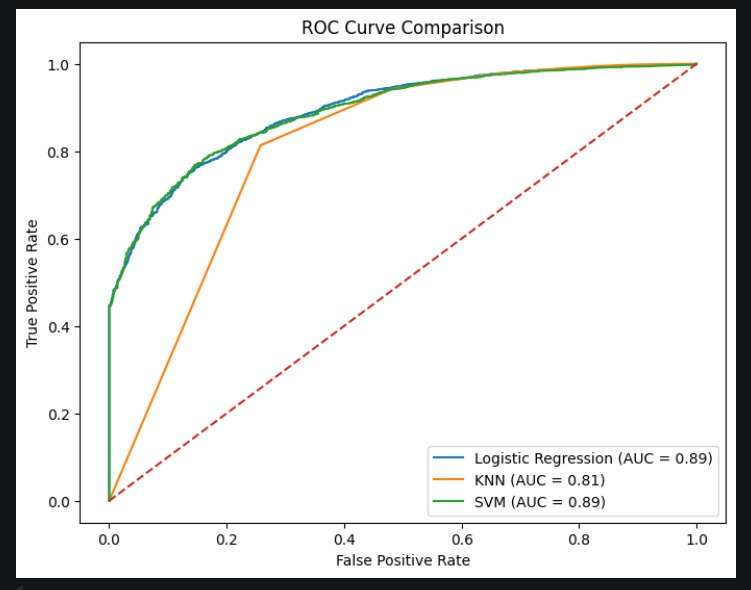 ROC Curve Comparison
True Positive Rate
1.0
0.8
0.6
0.4
0.2
0.0
Logistic Regression (AUC = 0.89)
KNN (AUC = 0.81)
SVM (AUC = 0.89)
0.0 0.2 0.4 0.6 0.8 1.0
False Positive Rate